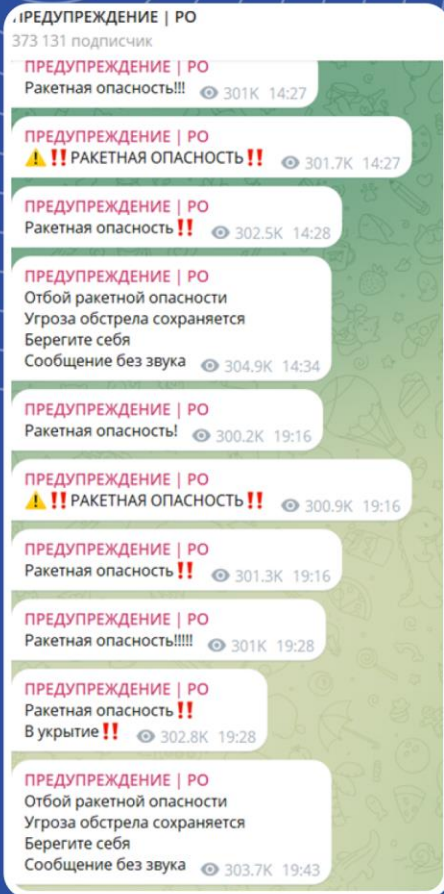 ПРЕДУПРЕЖДЕНИЕ | РО
373 131 подписчик
ПРЕДУПРЕЖДЕНИЕ | РО
Ракетная опасность!!! 301K 14:27
ПРЕДУПРЕЖДЕНИЕ | РО
⚠️‼️РАКЕТНАЯ ОПАСНОСТЬ‼️ 301.7K 14:27
ПРЕДУПРЕЖДЕНИЕ | РО
Ракетная опасность‼️ 302.5K 14:28
ПРЕДУПРЕЖДЕНИЕ | РО
Отбой ракетной опасности
Угроза обстрела сохраняется
Берегите себя
Сообщение без звука 304.9K 14:34
ПРЕДУПРЕЖДЕНИЕ | РО
Ракетная опасность! 300.2K 19:16
ПРЕДУПРЕЖДЕНИЕ | РО
⚠️‼️РАКЕТНАЯ ОПАСНОСТЬ‼️ 300.9K 19:16
ПРЕДУПРЕЖДЕНИЕ | РО
Ракетная опасность‼️ 301.3K 19:16
ПРЕДУПРЕЖДЕНИЕ | РО
Ракетная опасность!!!!! 301K 19:28
ПРЕДУПРЕЖДЕНИЕ | РО
Ракетная опасность‼️
В укрытие‼️ 302.8K 19:28
ПРЕДУПРЕЖДЕНИЕ | РО
Отбой ракетной опасности
Угроза обстрела сохраняется
Берегите себя
Сообщение без звука 303.7K 19:43